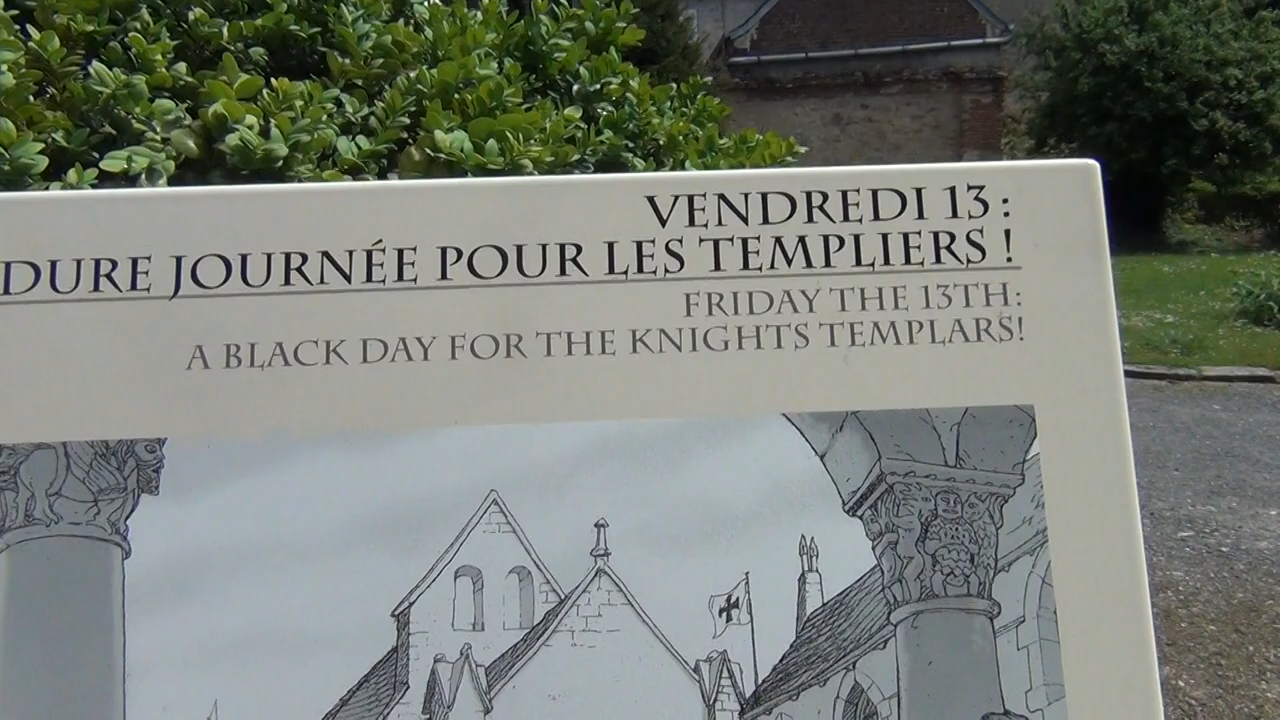 VENDREDI 13 :
DURE JOURNÉE POUR LES TEMPLIERS !
FRIDAY THE 13TH:
A BLACK DAY FOR THE KNIGHTS TEMPLARS!